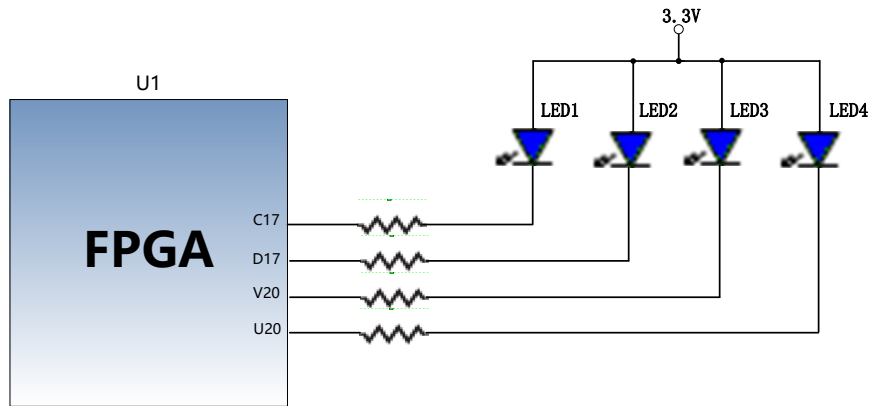 3.3V
U1
LED1
LED2
LED3
LED4
C17
FPGA
D17
V20
U20